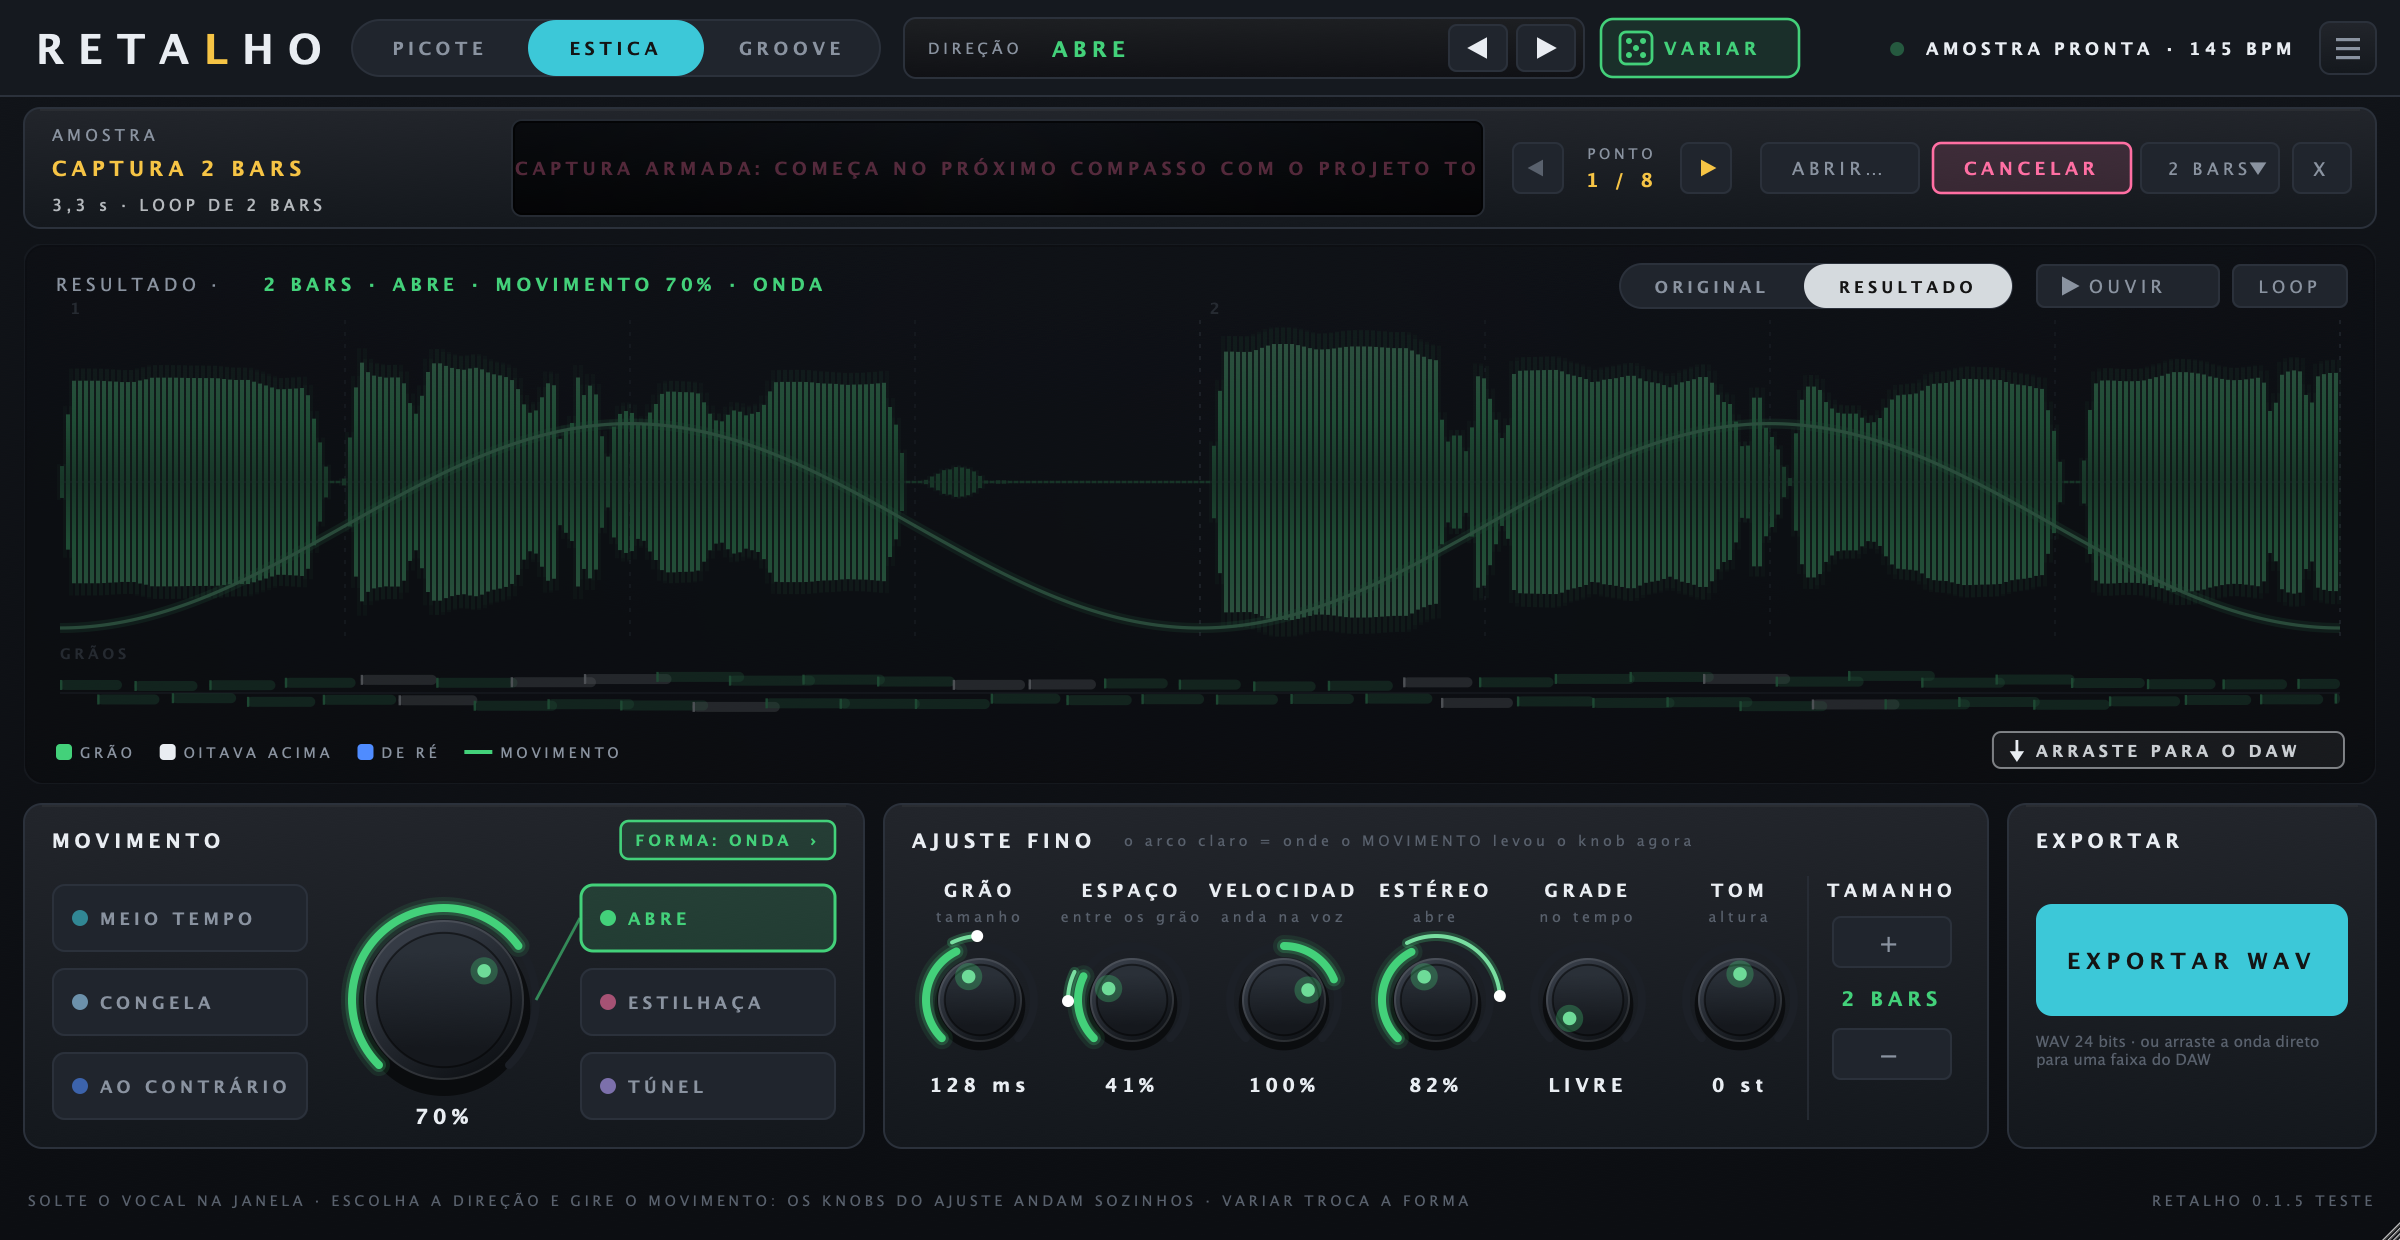 RETALHO
PICOTE
ESTICA
GROOVE
DIREÇÃO
ABRE
VARIAR
AMOSTRA PRONTA · 145 BPM
AMOSTRA
CAPTURA 2 BARS
3,3 s · LOOP DE 2 BARS
CAPTURA ARMADA: COMEÇA NO PRÓXIMO COMPASSO COM O PROJETO TO
PONTO
1 / 8
ABRIR...
CANCELAR
2 BARS
X
RESULTADO ·
2 BARS · ABRE · MOVIMENTO 70% · ONDA
ORIGINAL
RESULTADO
OUVIR
LOOP
1
2
GRÃOS
GRÃO
OITAVA ACIMA
DE RÉ
MOVIMENTO
ARRASTE PARA O DAW
MOVIMENTO
FORMA: ONDA ›
MEIO TEMPO
CONGELA
AO CONTRÁRIO
70%
ABRE
ESTILHAÇA
TÚNEL
AJUSTE FINO
o arco claro = onde o MOVIMENTO levou o knob agora
GRÃO
tamanho
128 ms
ESPAÇO
entre os grão
41%
VELOCIDAD
anda na voz
100%
ESTÉREO
abre
82%
GRADE
no tempo
LIVRE
TOM
altura
0 st
TAMANHO
+
2 BARS
−
EXPORTAR
EXPORTAR WAV
WAV 24 bits · ou arraste a onda direto
para uma faixa do DAW
SOLTE O VOCAL NA JANELA · ESCOLHA A DIREÇÃO E GIRE O MOVIMENTO: OS KNOBS DO AJUSTE ANDAM SOZINHOS · VARIAR TROCA A FORMA
RETALHO 0.1.5 TESTE